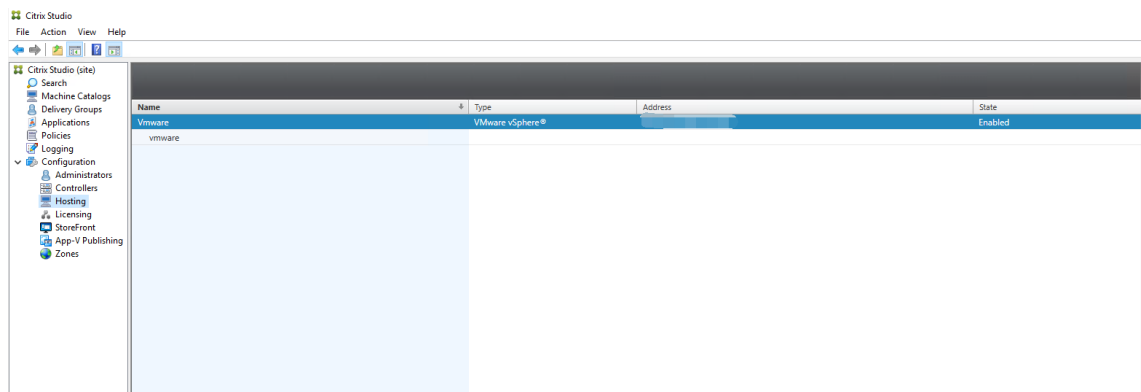 Citrix Studio
File Action View Help
Citrix Studio (site)
Search
Machine Catalogs
Delivery Groups
Applications
Policies
Logging
Configuration
Administrators
Controllers
Hosting
Licensing
StoreFront
App-V Publishing
Zones
Name Type Address State
Vmware VMware vSphere® Enabled
vmware